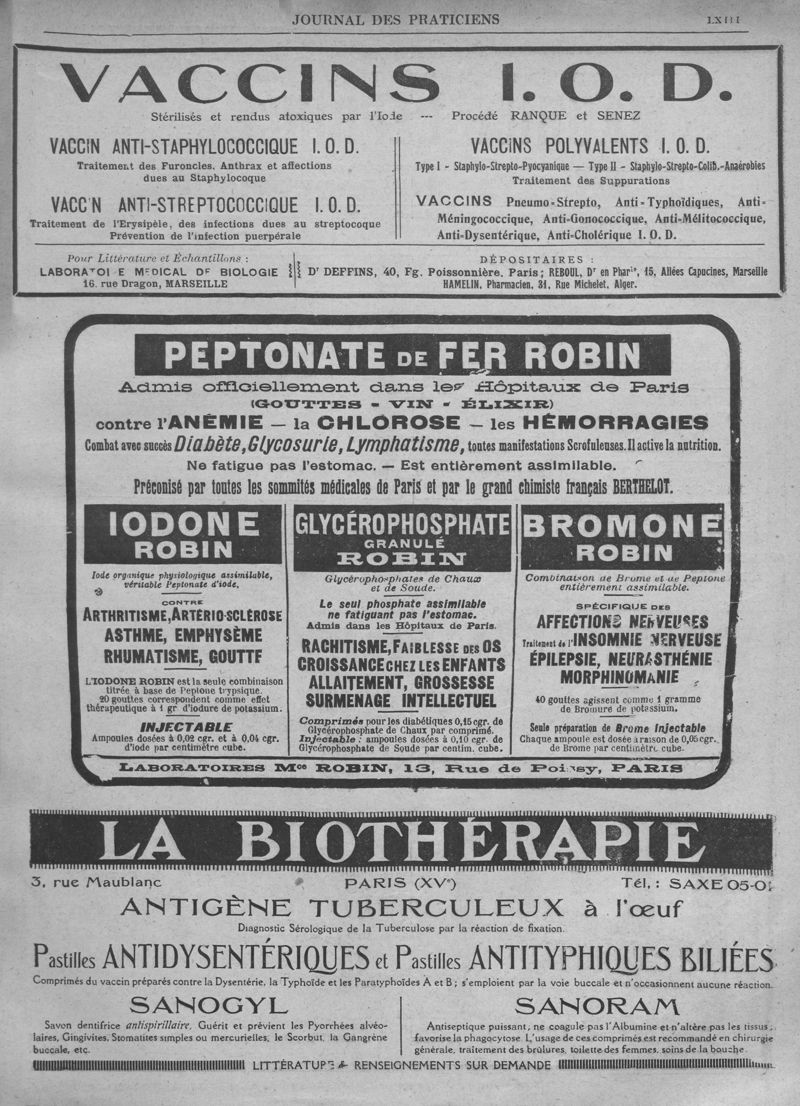 JOURNAL DES PRATICIENS
LXIII
VACCINS I. O. D.
Stérilisés et rendus atoxiques par l'Iode --- Procédé RANQUE et SENEZ
VACCIN ANTI-STAPHYLOCOCCIQUE I. O. D.
Traitement des Furoncles, Anthrax et affections
dues au Staphylocoque
VACC'N ANTI-STREPTOCOCCIQUE I. O. D.
Traitement de l'Erysipèle, des infections dues au streptocoque
Prévention de l'infection puerpérale
VACCINS POLYVALENTS I. O. D.
Type I - Staphylo-Strepto-Pyocyanique — Type II - Staphylo-Strepto-Colib.-Anaérobies
Traitement des Suppurations
VACCINS Pneumo-Strepto, Anti-Typhoïdiques, Anti-
Méningococcique, Anti-Gonococcique, Anti-Mélitococcique,
Anti-Dysentérique, Anti-Cholérique I. O. D.
Pour Littérature et Échantillons :
LABORATOI E MEDICAL DE BIOLOGIE
16. rue Dragon, MARSEILLE
DÉPOSITAIRES :
Dr DEFFINS, 40, Fg. Poissonnière, Paris ; REBOUL, Dr en Pharie, 15, Allées Capucines, Marseille
HAMELIN, Pharmacien, 31, Rue Michelet, Alger.
PEPTONATE DE FER ROBIN
Admis officiellement dans les Hôpitaux de Paris
(GOUTTES - VIN - ÉLIXIR)
contre l'ANÉMIE — la CHLOROSE — les HÉMORRAGIES
Combat avec succès Diabète, Glycosurie, Lymphatisme, toutes manifestations Scrofuleuses. Il active la nutrition.
Ne fatigue pas l'estomac. — Est entièrement assimilable.
Préconisé par toutes les sommités médicales de Paris et par le grand chimiste français BERTHELOT.
IODONE
ROBIN
Iode organique physiologique assimilable,
véritable Peptonate d'iode.
CONTRE
ARTHRITISME, ARTÉRIO-SCLÉROSE
ASTHME, EMPHYSÈME
RHUMATISME, GOUTTE
L'IODONE ROBIN est la seule combinaison
titrée à base de Peptone trypsique.
20 gouttes correspondent comme effet
thérapeutique à 1 gr. d'iodure de potassium.
INJECTABLE
Ampoules dosées à 0,02 cgr. et à 0,04 cgr.
d'iode par centimètre cube.
GLYCÉROPHOSPHATE
GRANULÉ
ROBIN
Glycérophosphates de Chaux
et de Soude.
Le seul phosphate assimilable
ne fatiguant pas l'estomac.
Admis dans les Hôpitaux de Paris.
RACHITISME, FAIBLESSE DES OS
CROISSANCE CHEZ LES ENFANTS
ALLAITEMENT, GROSSESSE
SURMENAGE INTELLECTUEL
Comprimés pour les diabétiques 0,15 cgr. de
Glycérophosphate de Chaux par comprimé.
Injectable : ampoules dosées à 0,10 cgr. de
Glycérophosphate de Soude par centim. cube.
BROMONE
ROBIN
Combinaison de Brome et de Peptone
entièrement assimilable.
SPÉCIFIQUE DES
AFFECTIONS NERVEUSES
Traitement de l'INSOMNIE NERVEUSE
ÉPILEPSIE, NEURASTHÉNIE
MORPHINOMANIE
40 gouttes agissent comme 1 gramme
de Bromure de potassium.
Seule préparation de Brome Injectable
Chaque ampoule est dosée à raison de 0,05 cgr.
de Brome par centimètre cube.
LABORATOIRES Mce ROBIN, 13, Rue de Poissy, PARIS
LA BIOTHÉRAPIE
3, rue Maublanc PARIS (XVe) Tél. : SAXE
ANTIGÈNE TUBERCULEUX à l'œuf
Diagnostic Sérologique de la Tuberculose par la réaction de fixation.
Pastilles ANTIDYSENTÉRIQUES et Pastilles ANTITYPHIQUES BILIÉES
Comprimés du vaccin préparés contre la Dysentérie, la Typhoïde et les Paratyphoïdes A et B ; s'emploient par la voie buccale et n'occasionnent aucune réaction.
SANOGYL
Savon dentifrice antispirillaire, Guérit et prévient les Pyorrhées alvéo-
laires, Gingivites, Stomatites simples ou mercurielles, le Scorbut, la Gangrène
buccale, etc.
SANORAM
Antiseptique puissant, ne coagule pas l'Albumine et n'altère pas les tissus ;
favorise la phagocytose. L'usage de ces comprimés est recommandé en chirurgie
générale, traitement des brûlures, toilette des femmes, soins de la bouche.
LITTÉRATURE & RENSEIGNEMENTS SUR DEMANDE